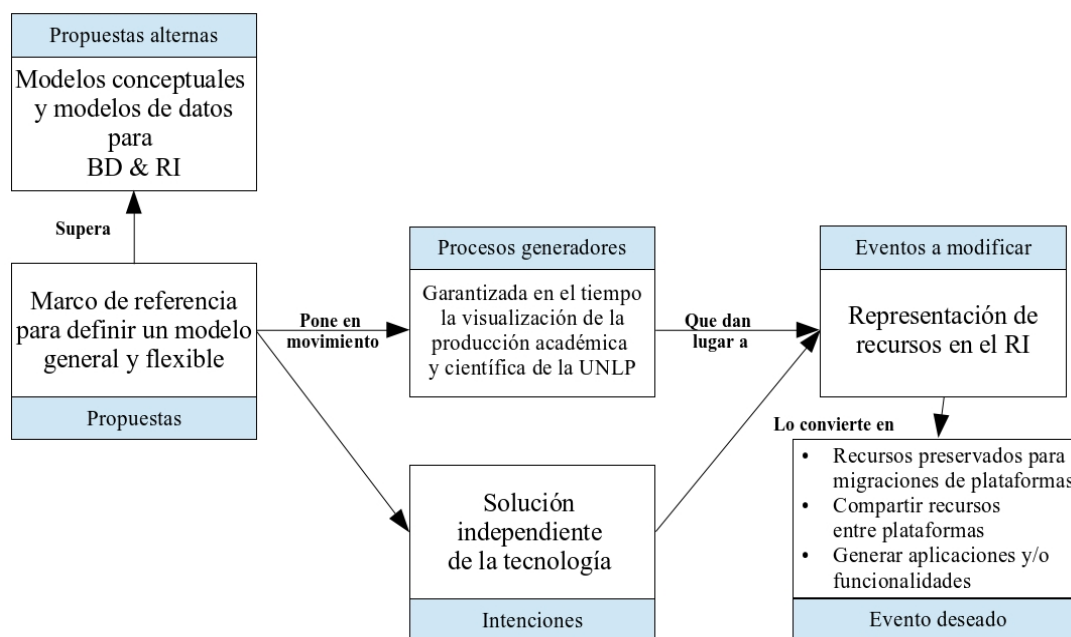 Propuestas alternas
Modelos conceptuales
y modelos de datos
para
BD & RI
Supera
Marco de referencia
para definir un modelo
general y flexible
Propuestas
Pone en
movimiento
Procesos generadores
Garantizada en el tiempo
la visualización de la
producción académica
y científica de la UNLP
Que dan
lugar a
Eventos a modificar
Representación de
recursos en el RI
Solución
independiente
de la tecnología
Intenciones
Lo convierte en
• Recursos preservados para
migraciones de plataformas
• Compartir recursos
entre plataformas
• Generar aplicaciones y/o
funcionalidades
Evento deseado